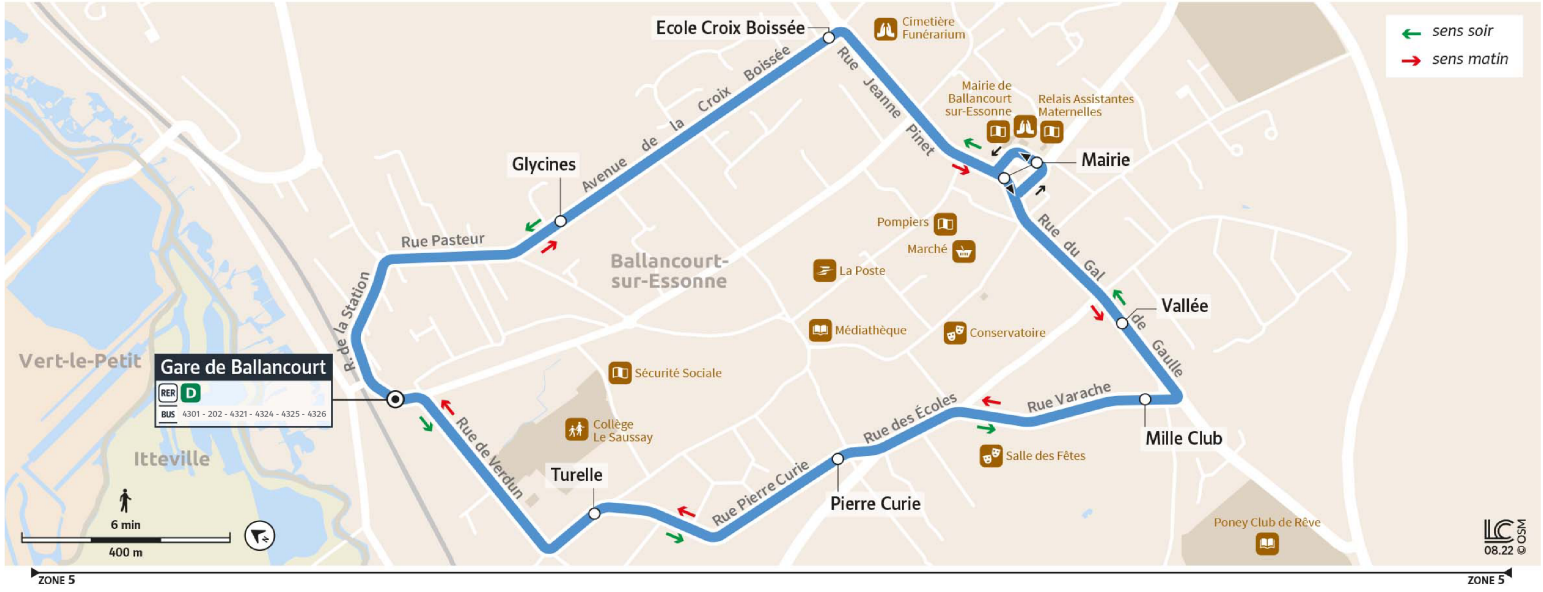 Ecole Croix Boissée
Cimetière
Funérarium
sens soir
sens matin
Rue Jeanne Pinet
Avenue de la Croix Boissée
Mairie de
Ballancourt
sur-Essonne
Relais Assistantes
Maternelles
Mairie
Glycines
Rue Pasteur
Pompiers
Marché
Rue du Gal de Gaulle
Ballancourt-
sur-Essonne
La Poste
R. de la Station
Vallée
Médiathèque
Conservatoire
Vert-le-Petit
Gare de Ballancourt
RER D
BUS 4301 - 202 - 4321 - 4324 - 4325 - 4326
Sécurité Sociale
Rue Varache
Rue des Écoles
Collège
Le Saussay
Rue de Verdun
Mille Club
Salle des Fêtes
Itteville
Turelle
Rue Pierre Curie
Pierre Curie
6 min
400 m
N
Poney Club de Rêve
LC
08.22 © OSM
ZONE 5
ZONE 5